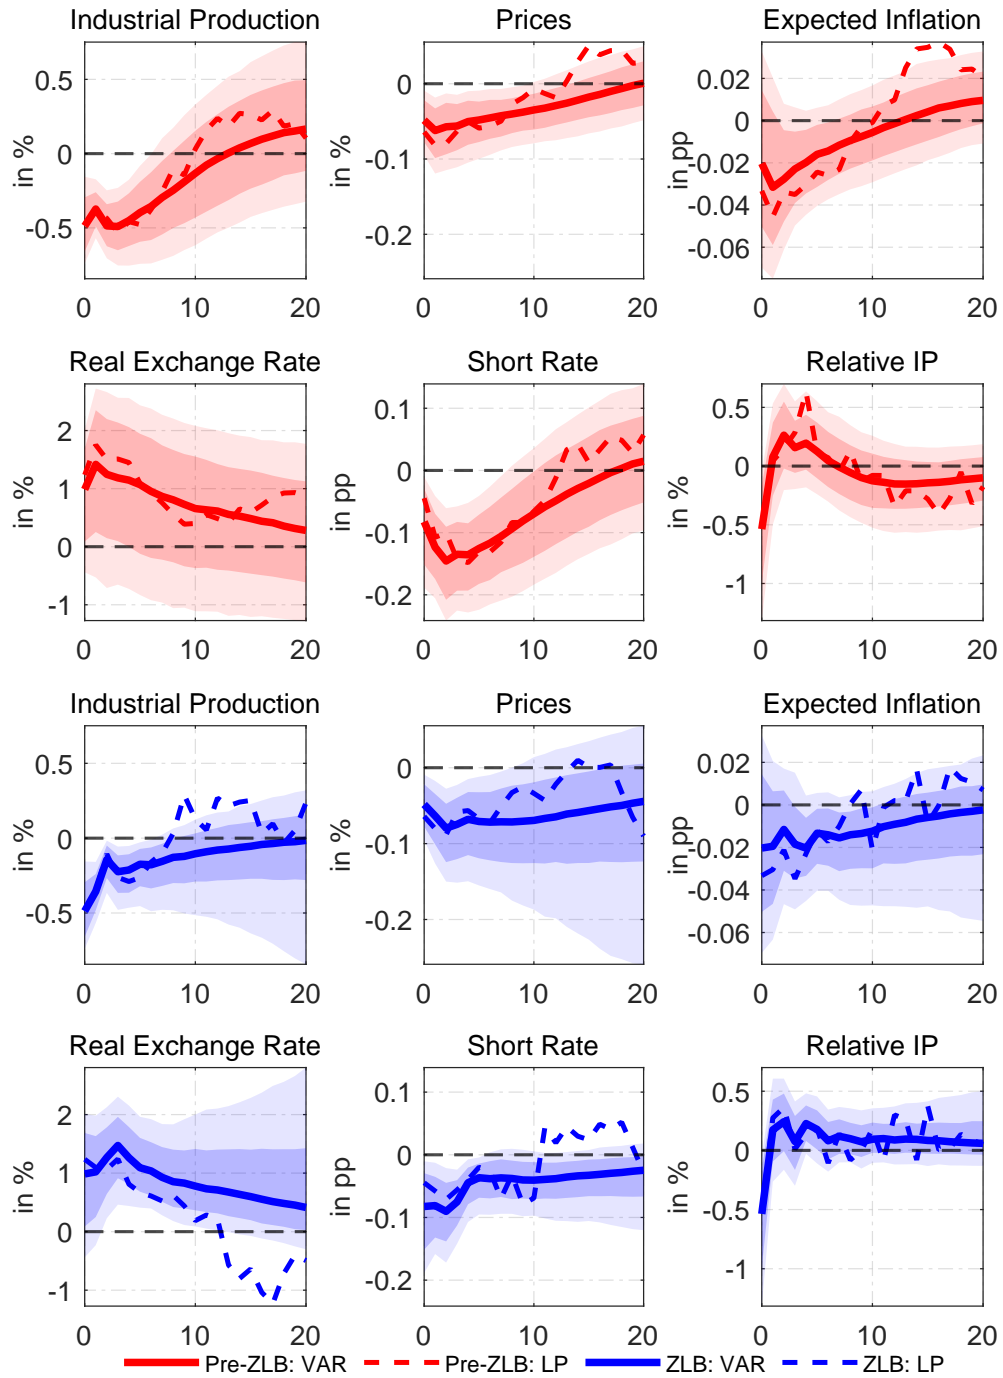 Industrial Production Prices Expected Inflation
in % 0.5 0 -0.5 0 10 20
in % 0 -0.1 -0.2 0 10 20
in pp 0.02 0 -0.02 -0.04 -0.06 0 10 20
Real Exchange Rate Short Rate Relative IP
in % 2 1 0 -1 0 10 20
in pp 0.1 0 -0.1 -0.2 0 10 20
in % 0.5 0 -0.5 -1 0 10 20
Industrial Production Prices Expected Inflation
in % 0.5 0 -0.5 0 10 20
in % 0 -0.1 -0.2 0 10 20
in pp 0.02 0 -0.02 -0.04 -0.06 0 10 20
Real Exchange Rate Short Rate Relative IP
in % 2 1 0 -1 0 10 20
in pp 0.1 0 -0.1 -0.2 0 10 20
in % 0.5 0 -0.5 -1 0 10 20
Pre-ZLB: VAR Pre-ZLB: LP ZLB: VAR ZLB: LP